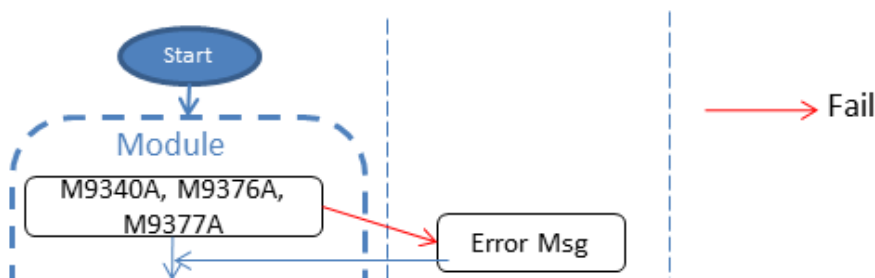 Start
Module
M9340A, M9376A,
M9377A
Error Msg
Fail